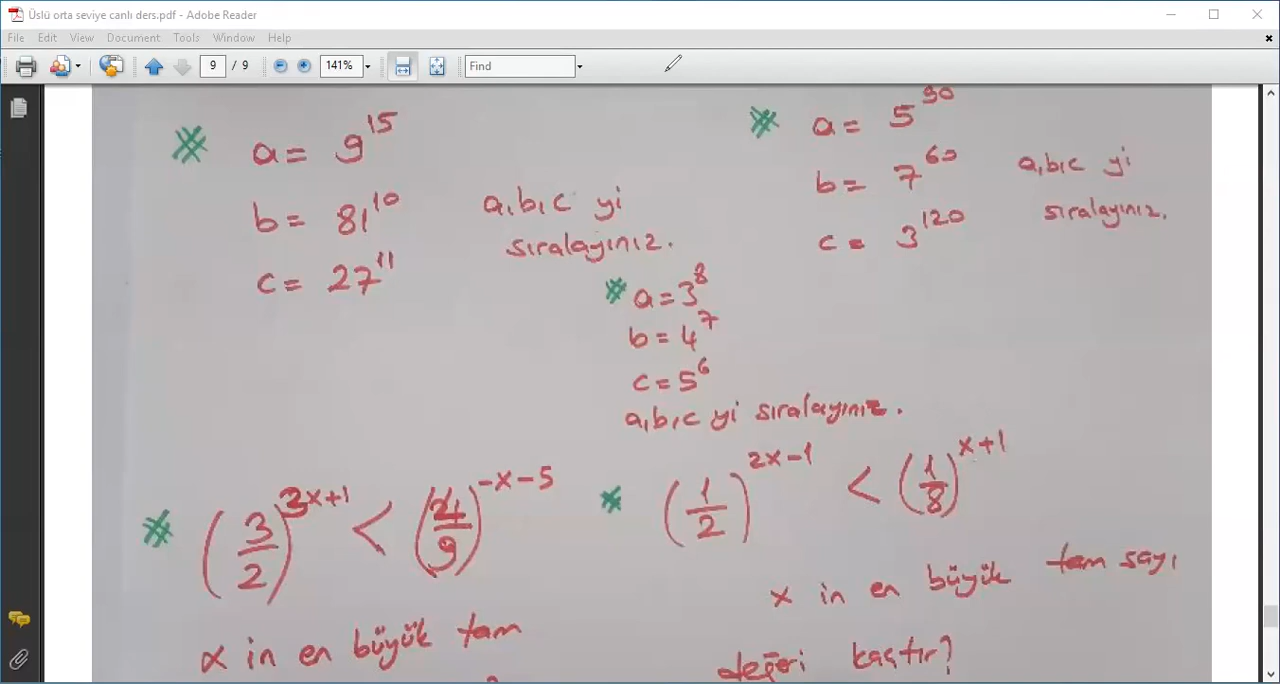 Üslü orta seviye canlı ders.pdf - Adobe Reader
File Edit View Document Tools Window Help
9 / 9 141% Find
a = 9^15
b = 81^10
c = 27^11
a,b,c yi
sıralayınız.
a = 5^90
b = 7^60
c = 3^120
a,b,c yi
sıralayınız.
a = 3^8
b = 4^7
c = 5^6
a,b,c yi sıralayınız.
(3/2)^3x+1 < (4/9)^-x-5
x in en büyük tam
(1/2)^2x-1 < (1/8)^x+1
x in en büyük tam sayı
değeri kaçtır?